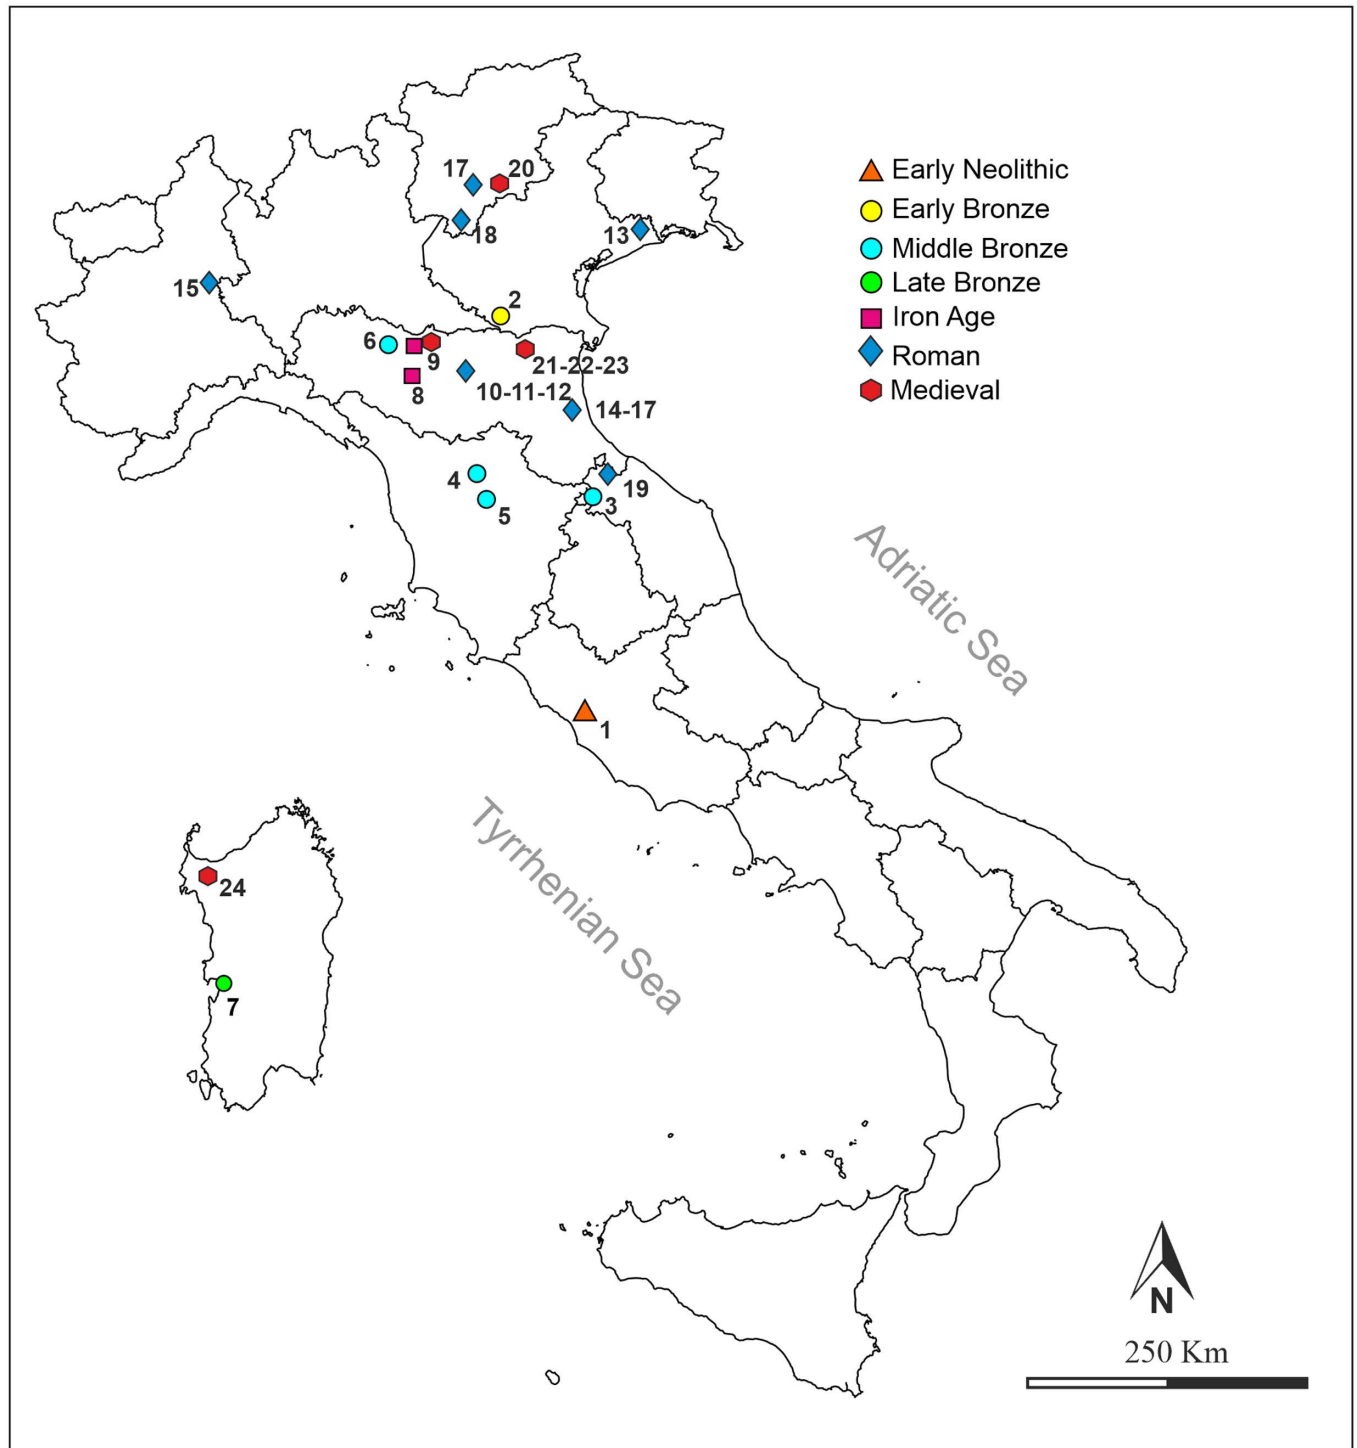 17
20
18
13
15
2
6
9
21-22-23
8
10-11-12
14-17
4
5
19
3
1
24
7
Early Neolithic
Early Bronze
Middle Bronze
Late Bronze
Iron Age
Roman
Medieval
Adriatic Sea
Tyrrhenian Sea
N
250 Km